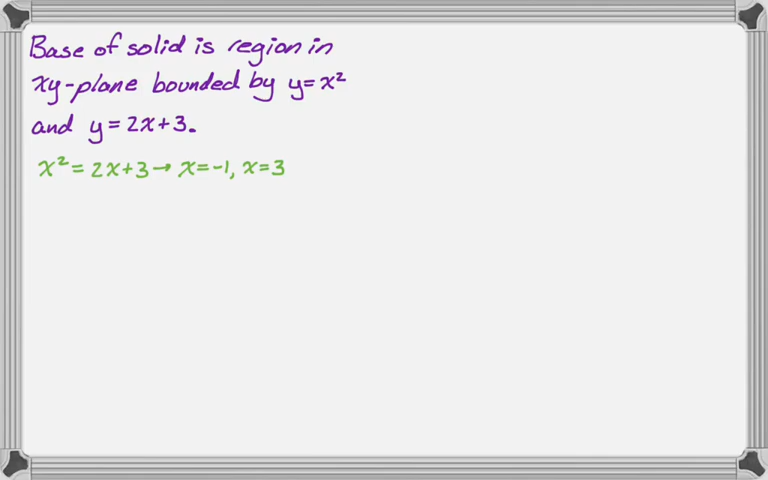 Base of solid is region in
xy-plane bounded by y = x²
and y = 2x+3.
x² = 2x+3 → x = -1, x = 3